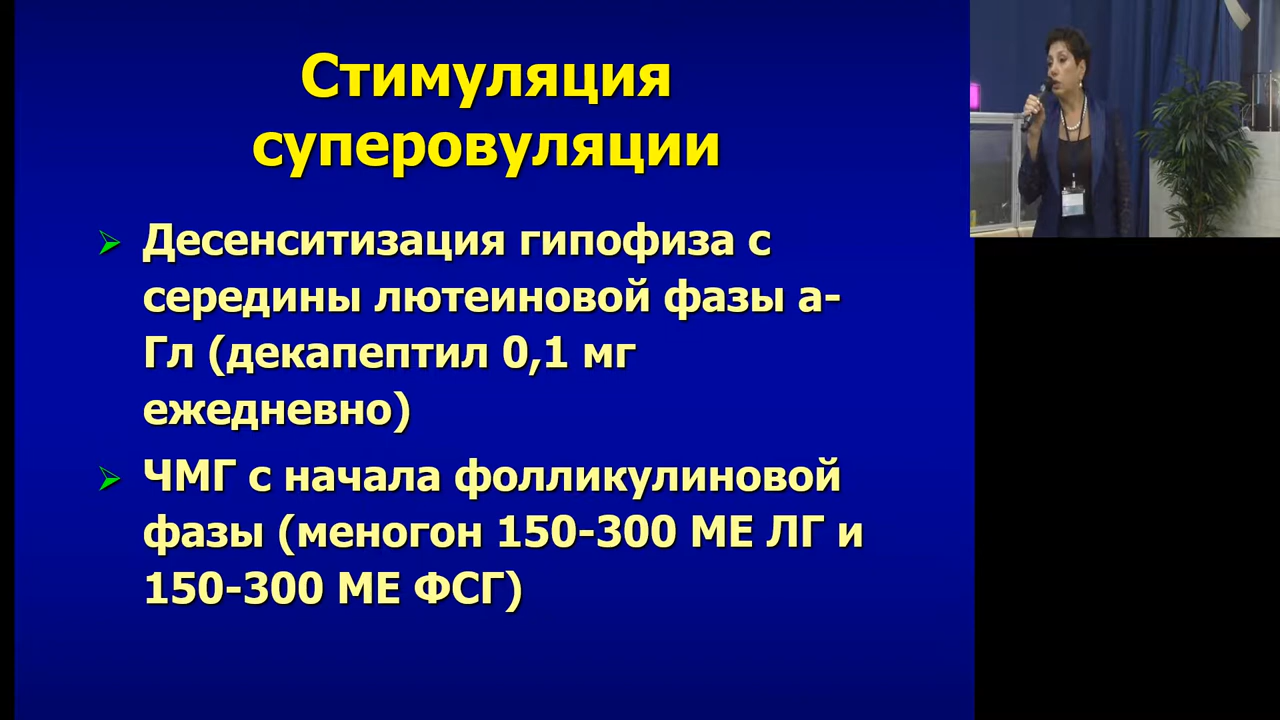 Стимуляция
суперовуляции
Десенситизация гипофиза с
середины лютеиновой фазы а-
Гл (декапептил 0,1 мг
ежедневно)
ЧМГ с начала фолликулиновой
фазы (меногон 150-300 МЕ ЛГ и
150-300 МЕ ФСГ)